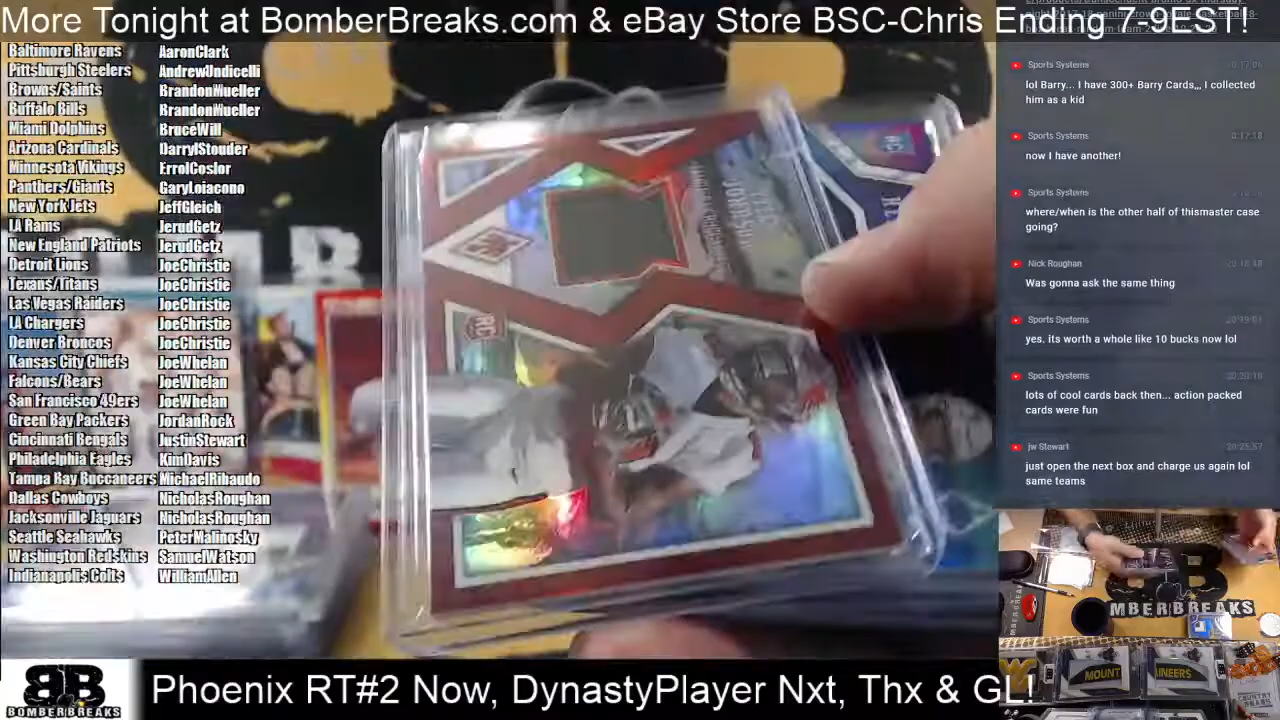 More Tonight at BomberBreaks.com & eBay Store BSC-Chris Ending 7-9EST!
Baltimore Ravens AaronClark
Pittsburgh Steelers AndrewUndicelli
Browns/Saints BrandonMueller
Buffalo Bills BrandonMueller
Miami Dolphins BruceWill
Arizona Cardinals DarrylStouder
Minnesota Vikings ErrolCoslor
Panthers/Giants GaryLoiacono
New York Jets JeffGleich
LA Rams JerudGetz
New England Patriots JerudGetz
Detroit Lions JoeChristie
Texans/Titans JoeChristie
Las Vegas Raiders JoeChristie
LA Chargers JoeChristie
Denver Broncos JoeChristie
Kansas City Chiefs JoeWhelan
Falcons/Bears JoeWhelan
San Francisco 49ers JoeWhelan
Green Bay Packers JordanRock
Cincinnati Bengals JustinStewart
Philadelphia Eagles KimDavis
Tampa Bay Buccaneers MichaelRibaudo
Dallas Cowboys NicholasRoughan
Jacksonville Jaguars NicholasRoughan
Seattle Seahawks PeterMalinosky
Washington Redskins SamuelWatson
Indianapolis Colts WilliamAllen
RC
RC
Sports Systems
lol Barry... I have 300+ Barry Cards,,, I collected
him as a kid
Sports Systems
now I have another!
Sports Systems
where/when is the other half of thismaster case
going?
Nick Roughan
Was gonna ask the same thing
Sports Systems
yes. its worth a whole like 10 bucks now lol
Sports Systems
lots of cool cards back then... action packed
cards were fun
jw Stewart
just open the next box and charge us again lol
same teams
MBERBREAKS
MOUNT
AINEERS
BB
BOMBERBREAKS
Phoenix RT#2 Now, DynastyPlayer Nxt, Thx & GL!